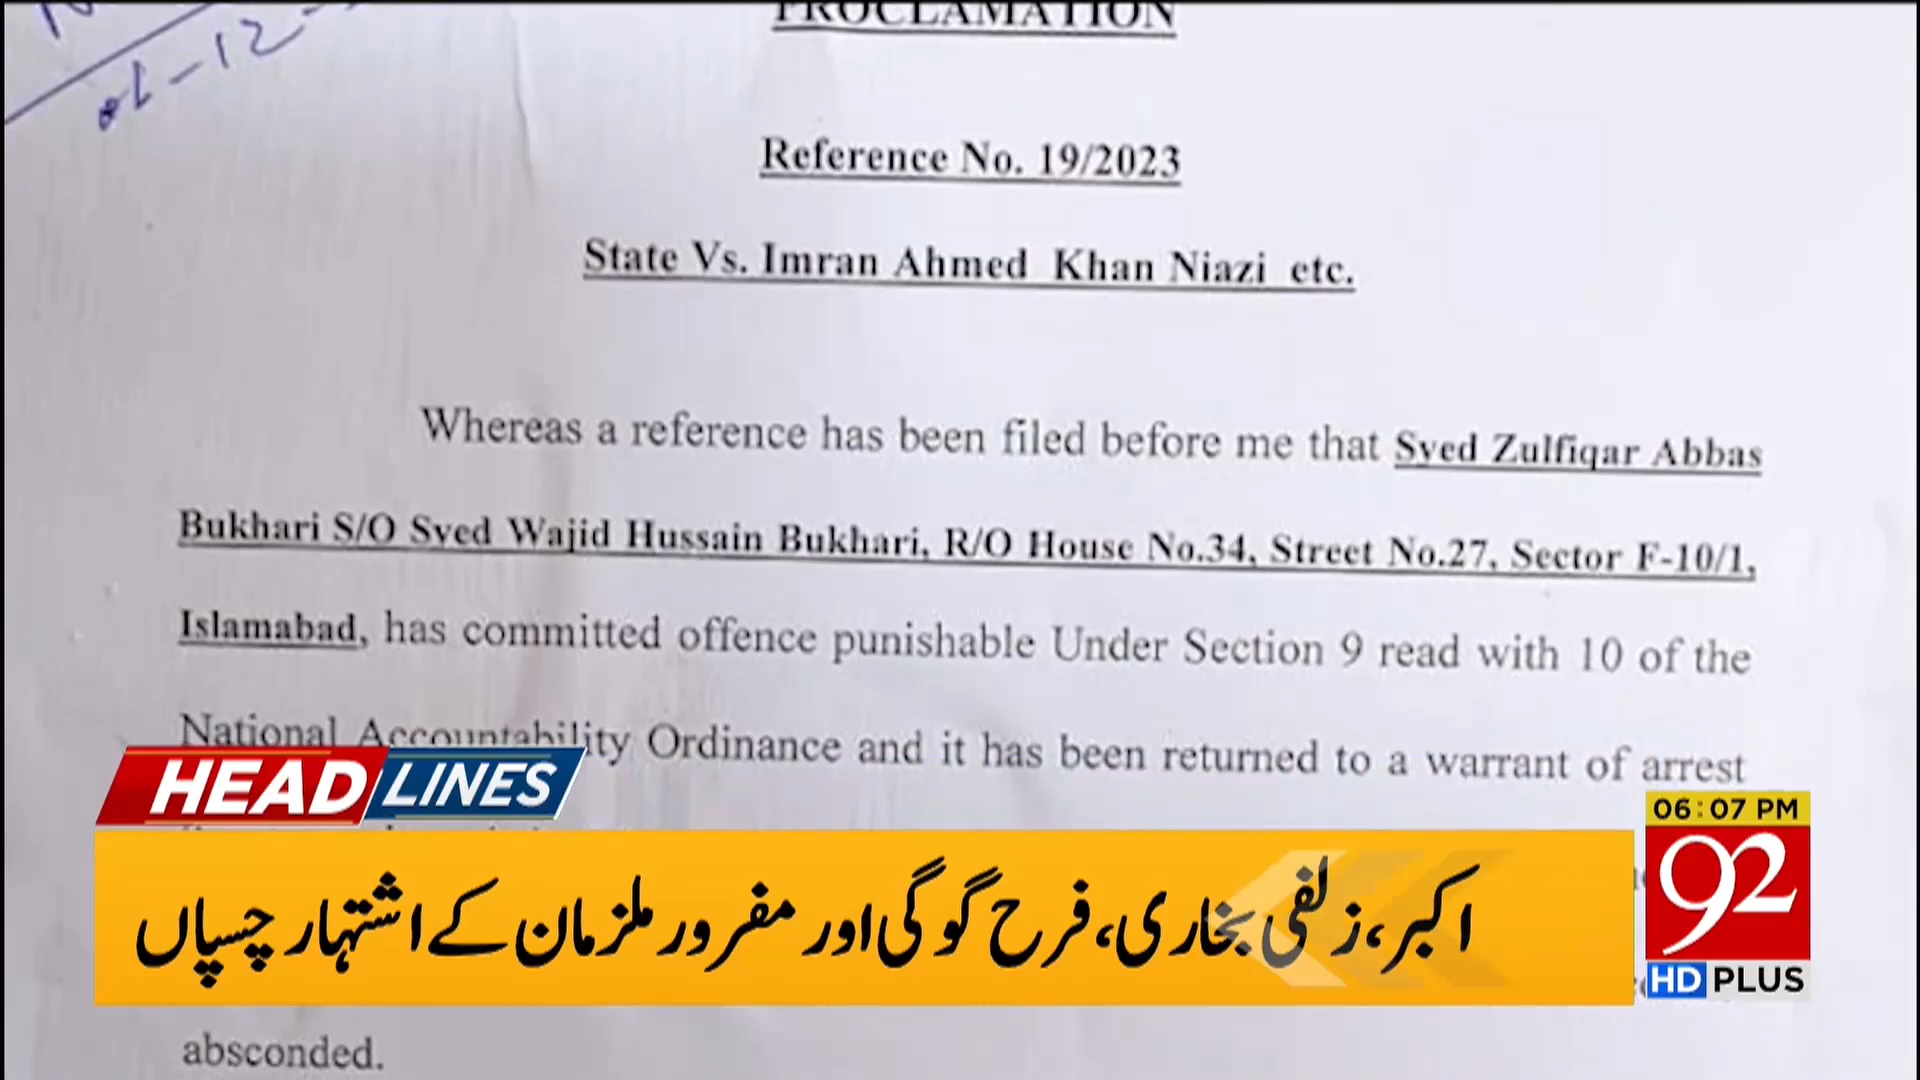 PROCLAMATION
06-12-
Reference No. 19/2023
State Vs. Imran Ahmed Khan Niazi etc.
Whereas a reference has been filed before me that Syed Zulfiqar Abbas
Bukhari S/O Syed Wajid Hussain Bukhari, R/O House No.34, Street No.27, Sector F-10/1,
Islamabad, has committed offence punishable Under Section 9 read with 10 of the
National Accountability Ordinance and it has been returned to a warrant of arrest
HEADLINES
06:07 PM
92
HD PLUS
اکبر، زلفی بخاری، فرح گوگی اور مفرور ملزمان کے اشتہار چسپاں
absconded.